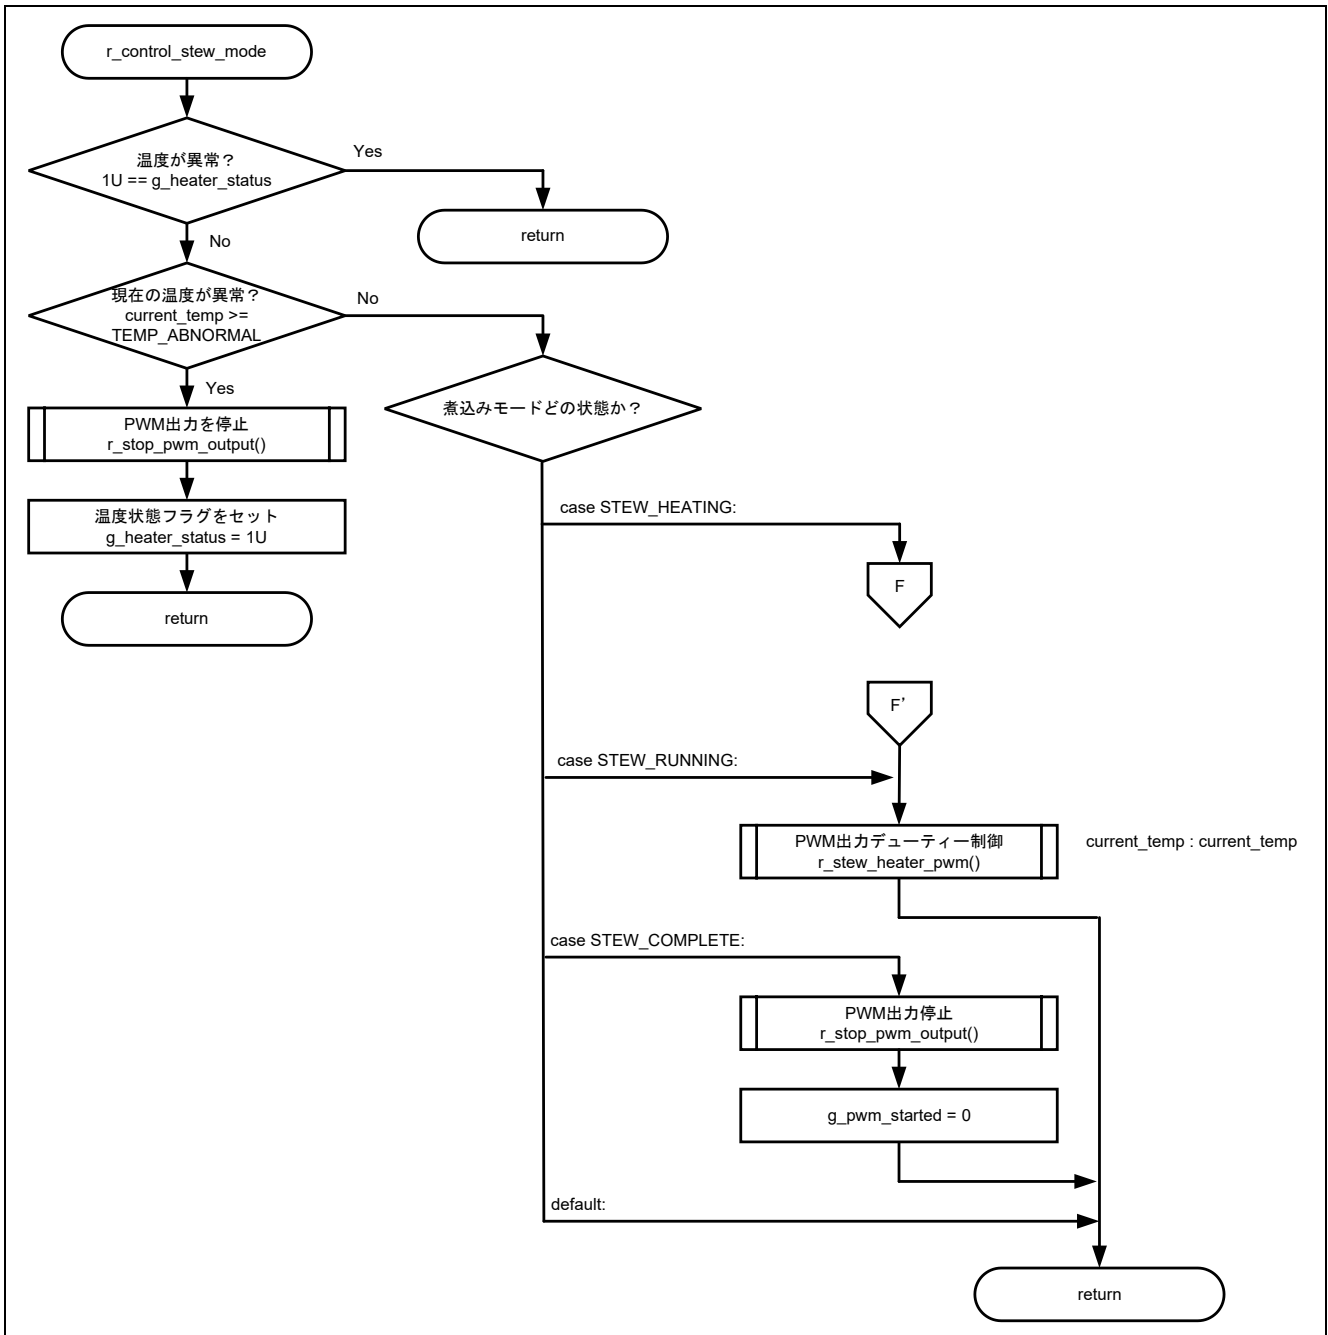 r_control_stew_mode
温度が異常？
1U == g_heater_status
Yes
return
No
現在の温度が異常？
current_temp >=
TEMP_ABNORMAL
No
Yes
煮込みモードどの状態か？
PWM出力を停止
r_stop_pwm_output()
温度状態フラグをセット
g_heater_status = 1U
return
case STEW_HEATING:
F
F’
case STEW_RUNNING:
PWM出力デューティー制御
r_stew_heater_pwm()
current_temp : current_temp
case STEW_COMPLETE:
PWM出力停止
r_stop_pwm_output()
g_pwm_started = 0
default:
return